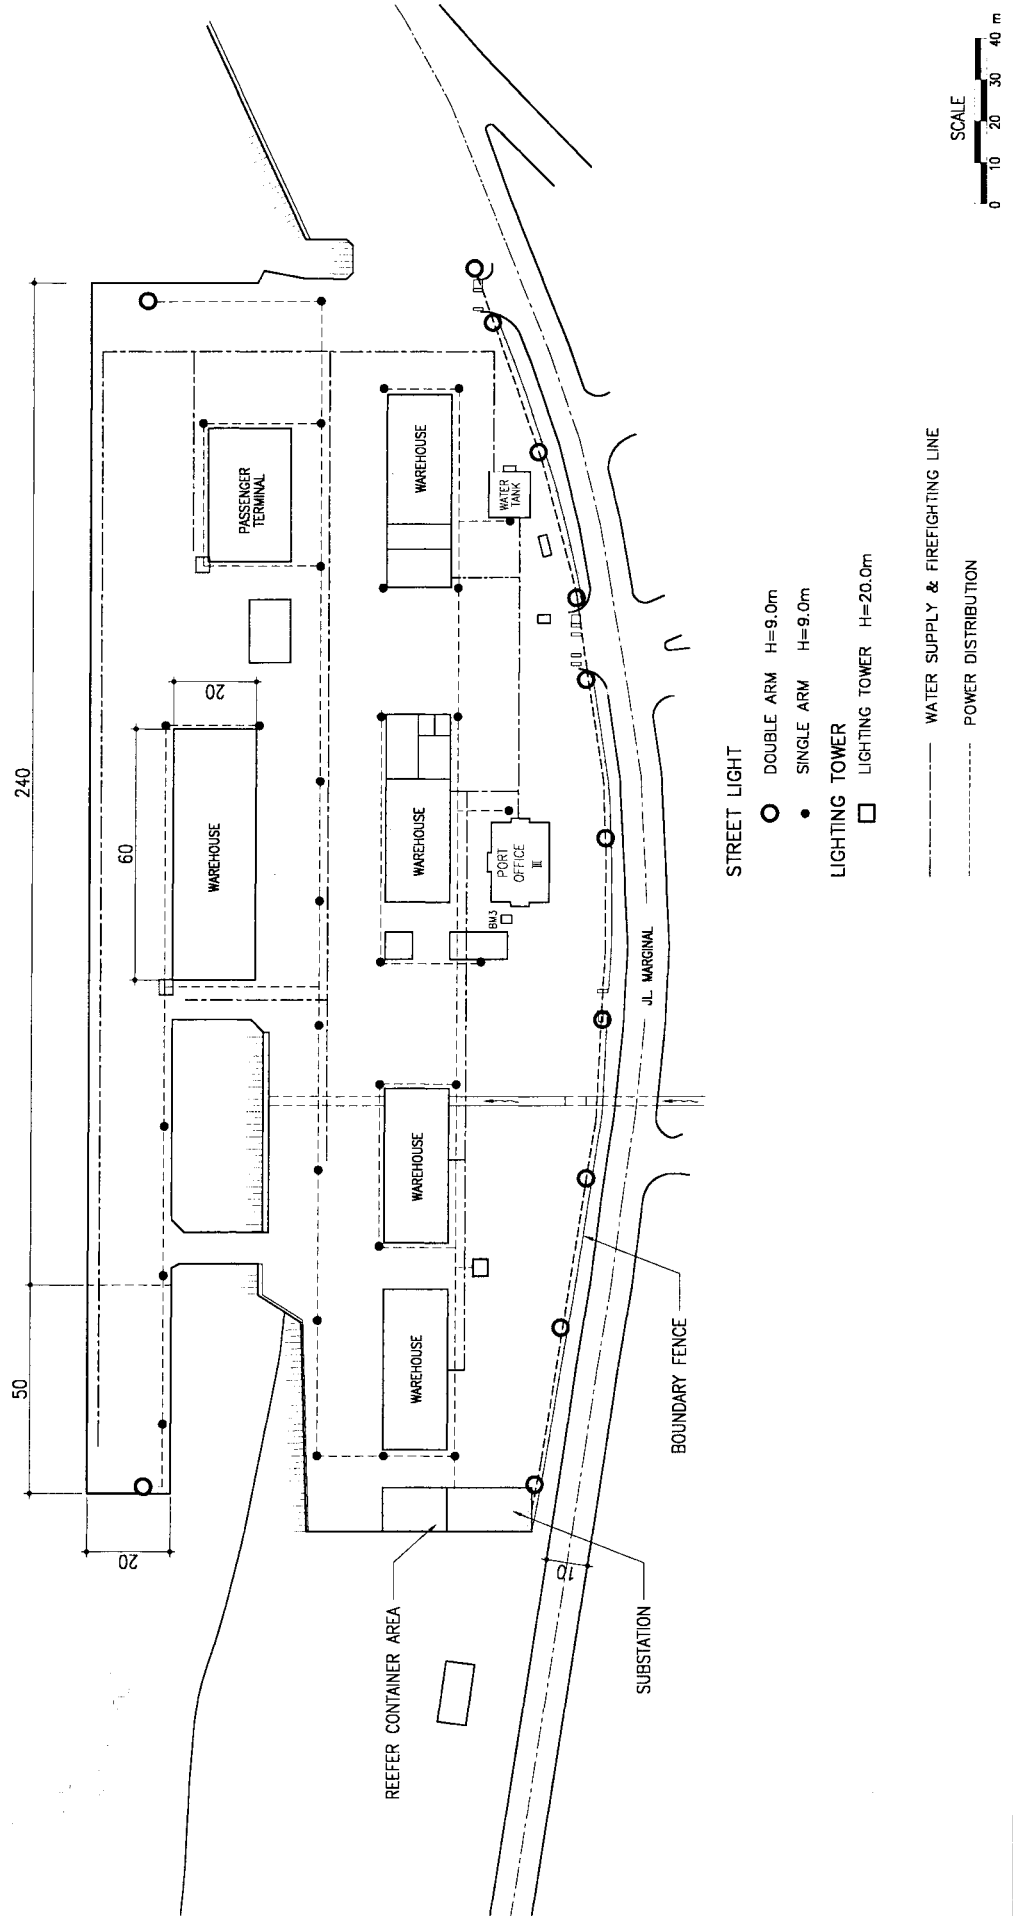 50
240
60
20
20
WAREHOUSE
PASSENGER
TERMINAL
WAREHOUSE
WAREHOUSE
WAREHOUSE
WAREHOUSE
WATER
TANK
PORT
OFFICE
III
BM3
JL. MARGINAL
10
REEFER CONTAINER AREA
SUBSTATION
BOUNDARY FENCE
STREET LIGHT
DOUBLE ARM H=9.0m
SINGLE ARM H=9.0m
LIGHTING TOWER
LIGHTING TOWER H=20.0m
WATER SUPPLY & FIREFIGHTING LINE
POWER DISTRIBUTION
SCALE
0 10 20 30 40 m